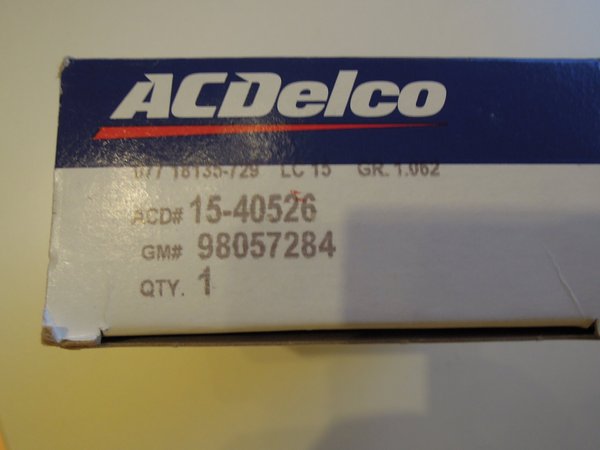 ACDelco
077 18135-729 LC 15 GR. 1.062
ACD# 15-40526
GM# 98057284
QTY. 1